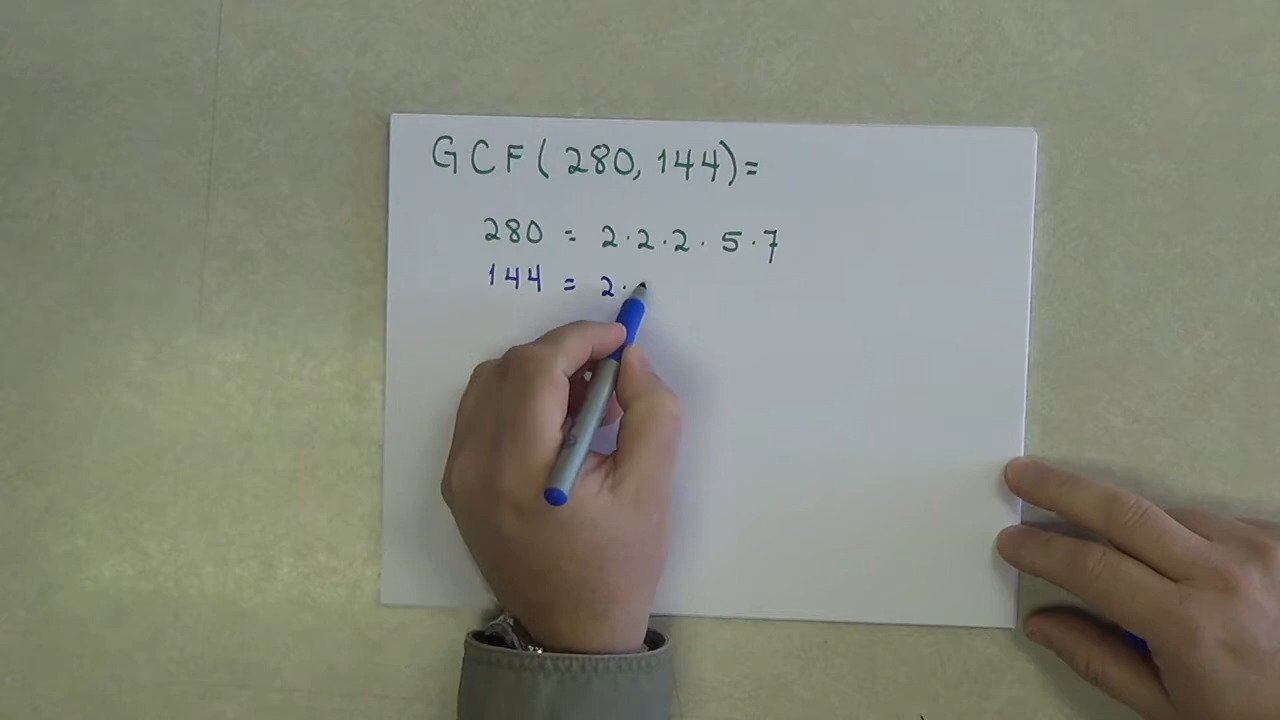 GCF(280,144)=
280 = 2·2·2·5·7
144 = 2·